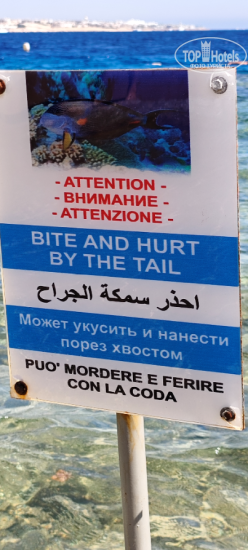 TOP Hotels
- ATTENTION -
- ВНИМАНИЕ -
- ATTENZIONE -
BITE AND HURT
BY THE TAIL
احذر سمكة الجراح
Может укусить и нанести
порез хвостом
PUO' MORDERE E FERIRE
CON LA CODA